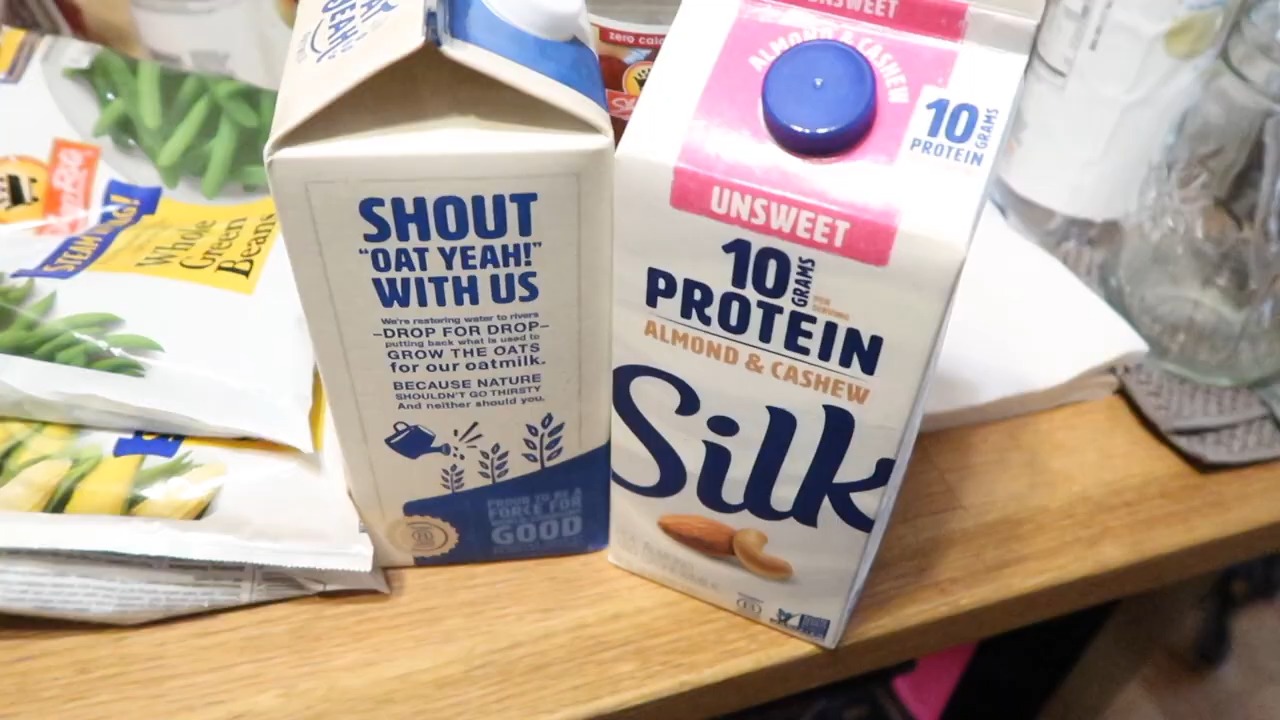 STEAM IN BAG!
Whole
Green
Beans
SHOUT
"OAT YEAH!"
WITH US
We're restoring water to rivers
-DROP FOR DROP-
putting back what is used to
GROW THE OATS
for our oatmilk.
BECAUSE NATURE
SHOULDN'T GO THIRSTY
And neither should you.
PROUD TO BE A
FORCE FOR
GOOD
zero
UNSWEET
ALMOND & CASHEW
10 GRAMS
PROTEIN
UNSWEET
10 GRAMS
PROTEIN
ALMOND & CASHEW
Silk